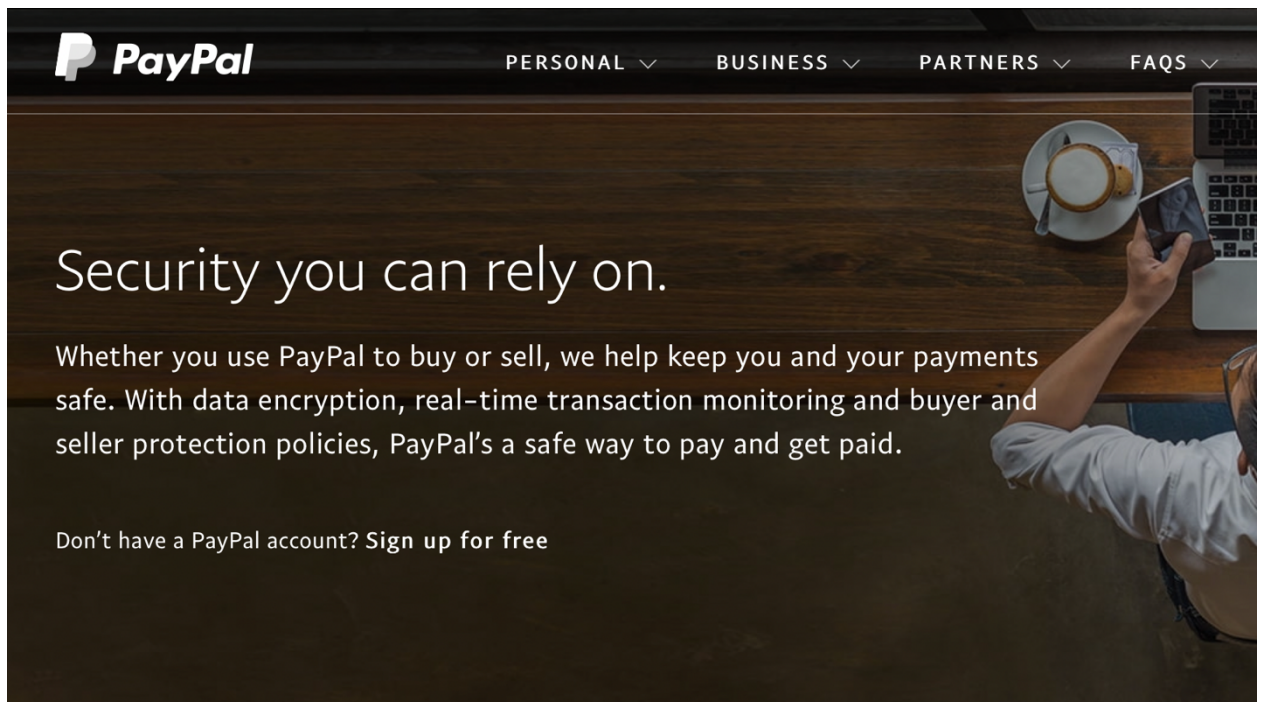 PayPal
PERSONAL
BUSINESS
PARTNERS
FAQS
Security you can rely on.
Whether you use PayPal to buy or sell, we help keep you and your payments
safe. With data encryption, real-time transaction monitoring and buyer and
seller protection policies, PayPal's a safe way to pay and get paid.
Don't have a PayPal account? Sign up for free